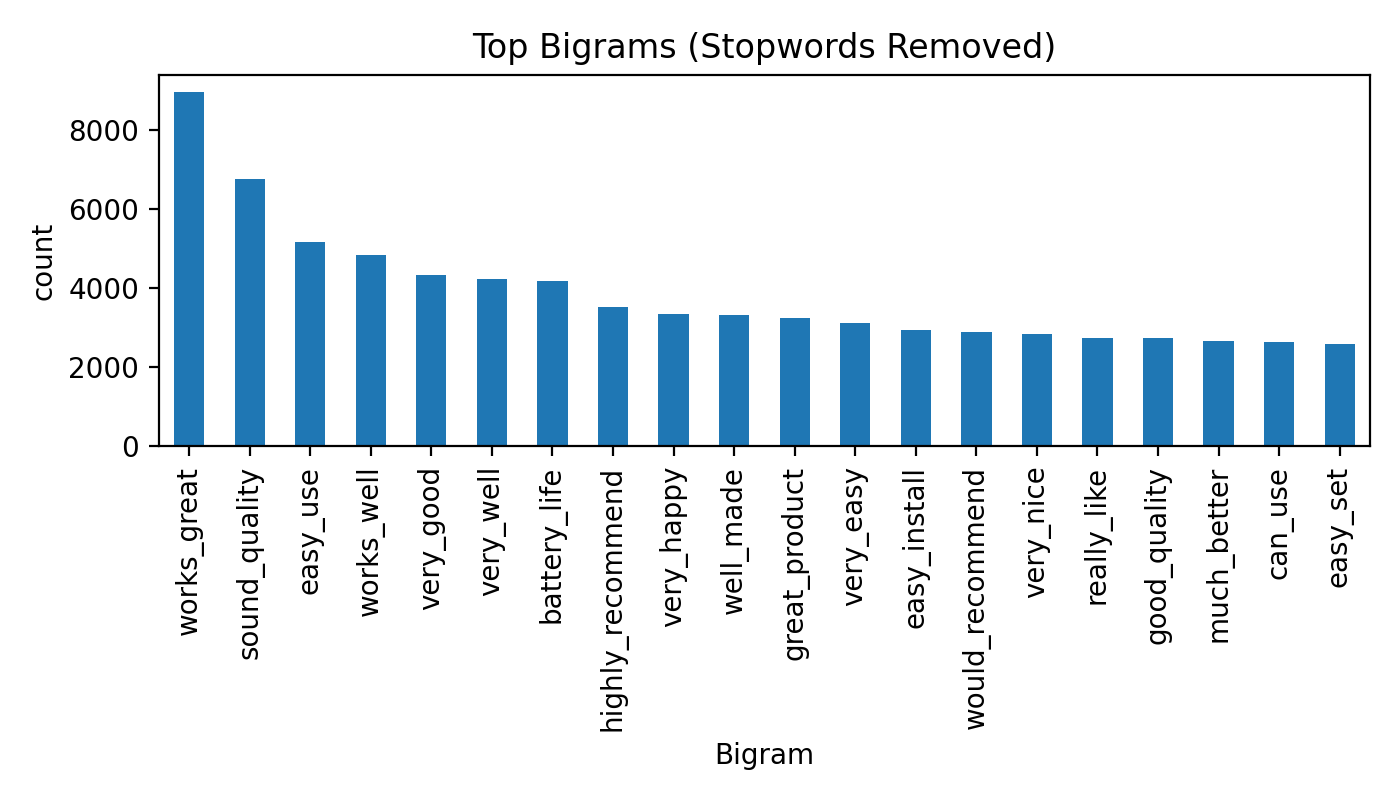 Top Bigrams (Stopwords Removed)
count
8000
6000
4000
2000
0
works_great
sound_quality
easy_use
works_well
very_good
very_well
battery_life
highly_recommend
very_happy
well_made
great_product
very_easy
easy_install
would_recommend
very_nice
really_like
good_quality
much_better
can_use
easy_set
Bigram